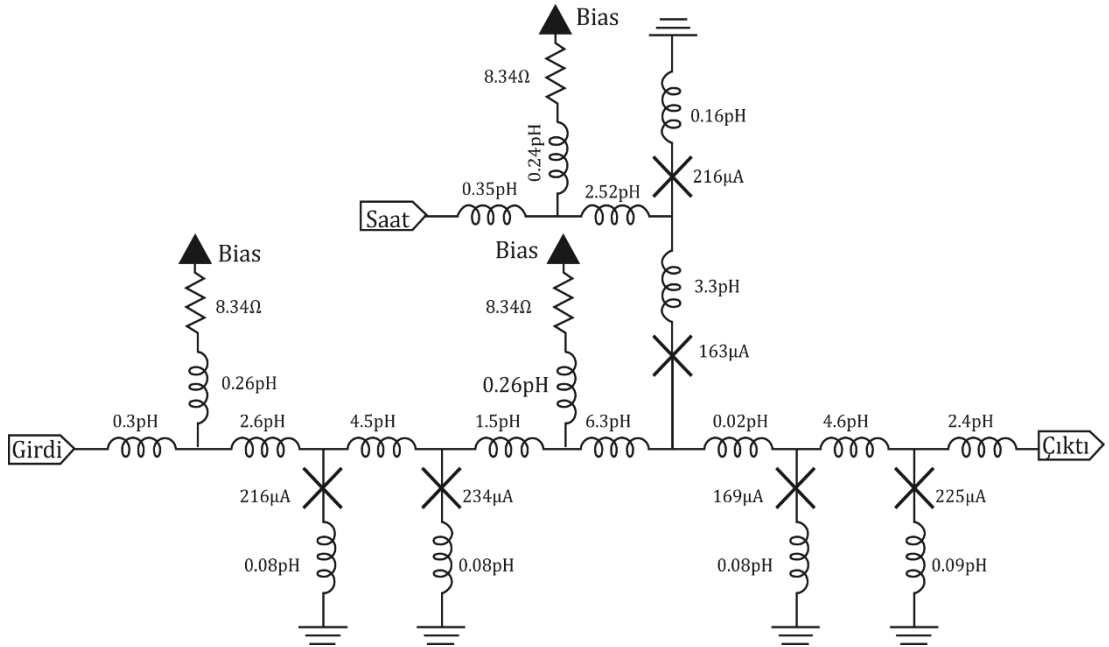 Bias
8.34Ω
0.24pH
0.16pH
216μA
0.35pH
2.52pH
Saat
Bias
Bias
3.3pH
8.34Ω
8.34Ω
163μA
0.26pH
0.26pH
0.3pH
2.6pH
4.5pH
1.5pH
6.3pH
0.02pH
4.6pH
2.4pH
Girdi
Çıktı
216μA
234μA
169μA
225μA
0.08pH
0.08pH
0.08pH
0.09pH